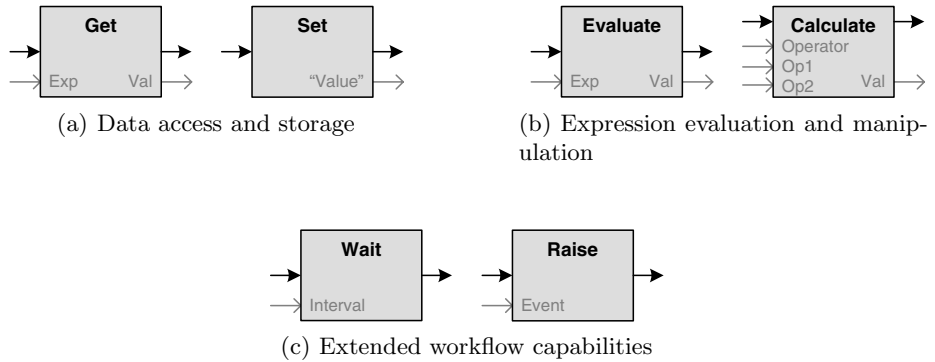 Get
Exp Val
Set
“Value”
(a) Data access and storage
Evaluate
Exp Val
Calculate
Operator
Op1
Op2 Val
(b) Expression evaluation and manip-
ulation
Wait
Interval
Raise
Event
(c) Extended workflow capabilities